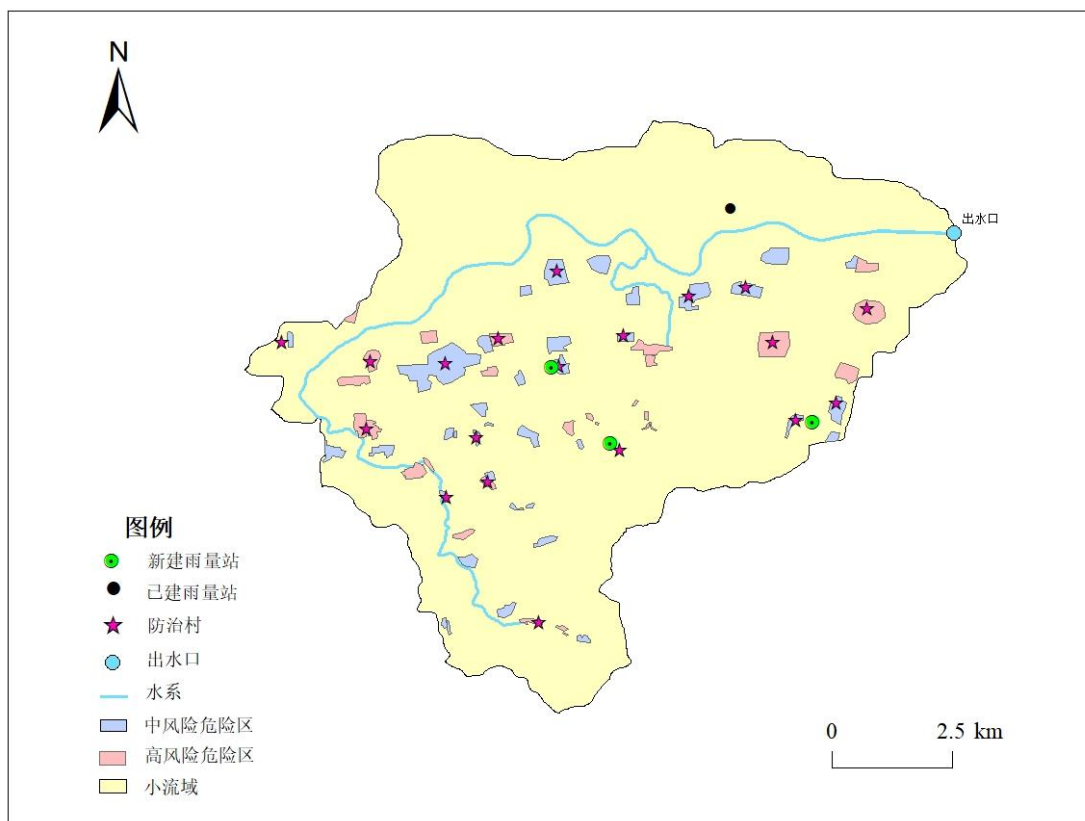 N
出水口
图例
新建雨量站
已建雨量站
防治村
出水口
水系
中风险危险区
高风险危险区
小流域
0 2.5 km